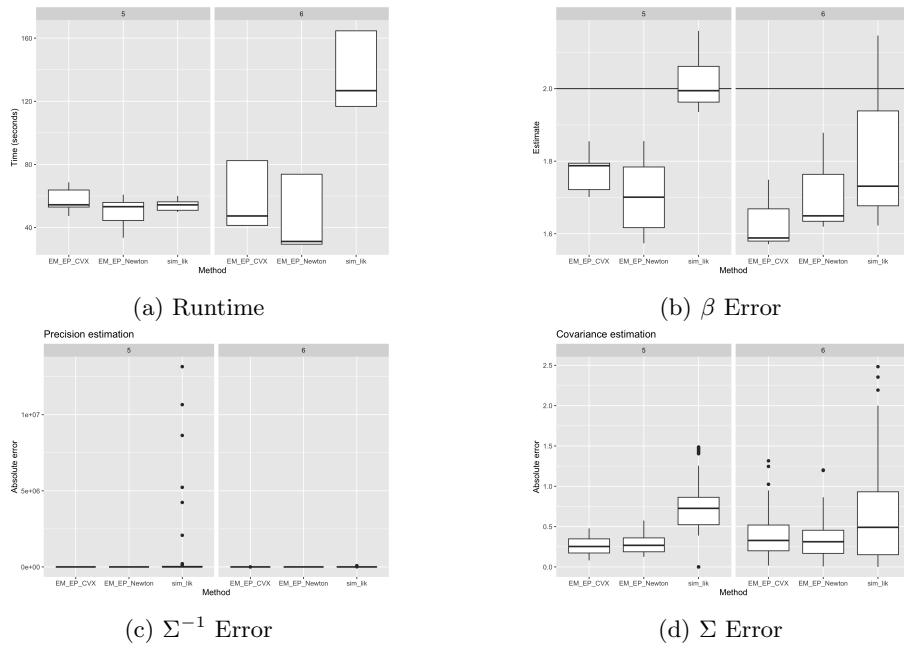 5
6
160
120
80
40
Time (seconds)
EM_EP_CVX
EM_EP_Newton
sim_lik
EM_EP_CVX
EM_EP_Newton
sim_lik
Method
(a) Runtime
5
6
2.0
1.8
1.6
Estimate
EM_EP_CVX
EM_EP_Newton
sim_lik
EM_EP_CVX
EM_EP_Newton
sim_lik
Method
(b) β Error
Precision estimation
5
6
1e+07
5e+06
0e+00
Absolute error
EM_EP_CVX
EM_EP_Newton
sim_lik
EM_EP_CVX
EM_EP_Newton
sim_lik
Method
(c) Σ⁻¹ Error
Covariance estimation
5
6
2.5
2.0
1.5
1.0
0.5
0.0
Absolute error
EM_EP_CVX
EM_EP_Newton
sim_lik
EM_EP_CVX
EM_EP_Newton
sim_lik
Method
(d) Σ Error